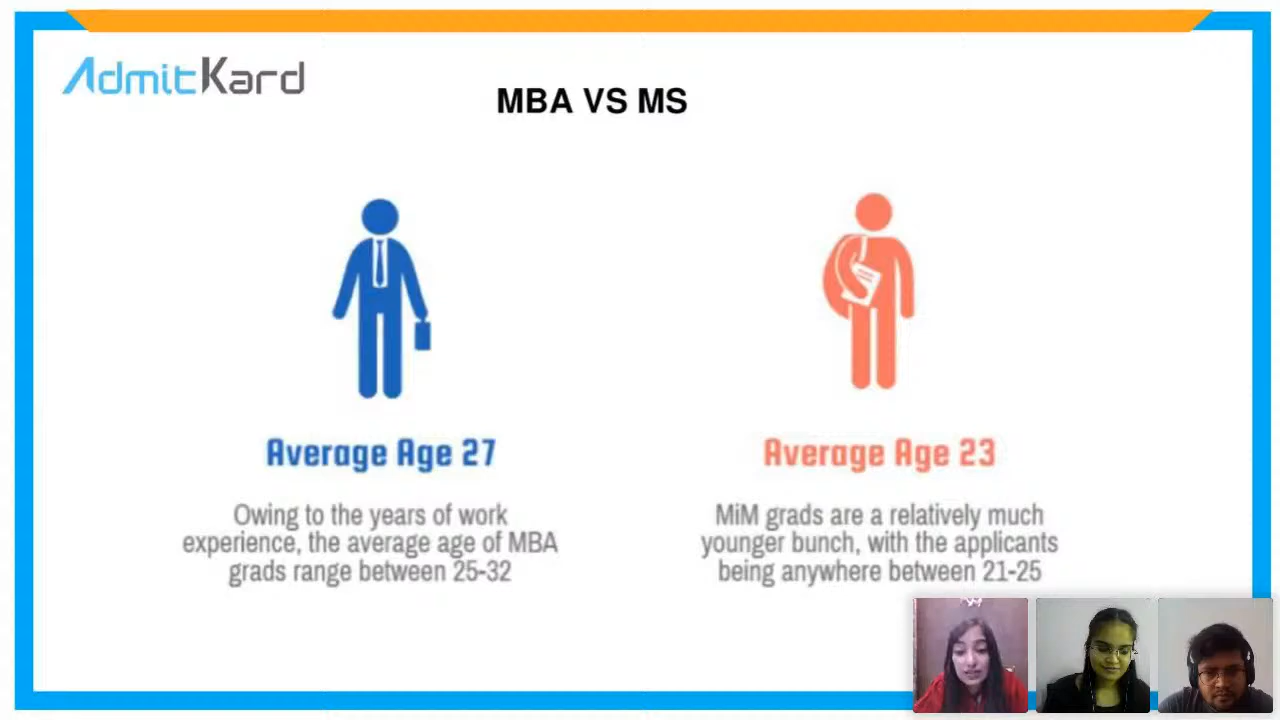 AdmitKard
MBA VS MS
Average Age 27
Owing to the years of work
experience, the average age of MBA
grads range between 25-32
Average Age 23
MiM grads are a relatively much
younger bunch, with the applicants
being anywhere between 21-25